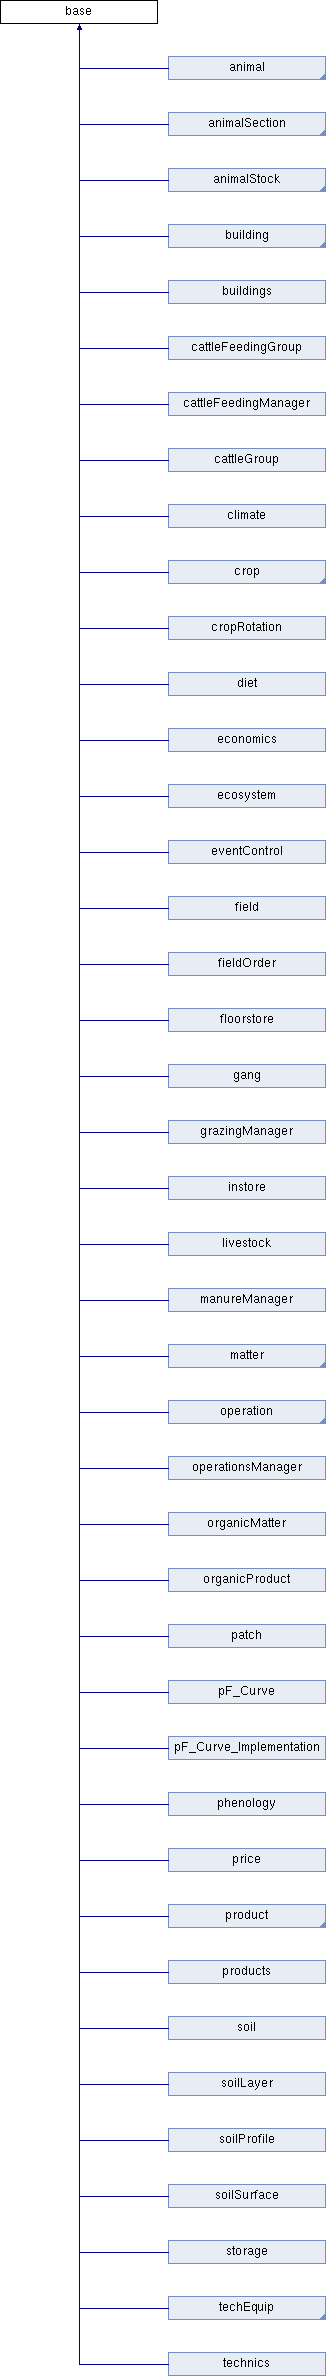 base
animal
animalSection
animalStock
building
buildings
cattleFeedingGroup
cattleFeedingManager
cattleGroup
climate
crop
cropRotation
diet
economics
ecosystem
eventControl
field
fieldOrder
floorstore
gang
grazingManager
instore
livestock
manureManager
matter
operation
operationsManager
organicMatter
organicProduct
patch
pF_Curve
pF_Curve_Implementation
phenology
price
product
products
soil
soilLayer
soilProfile
soilSurface
storage
techEquip
technics